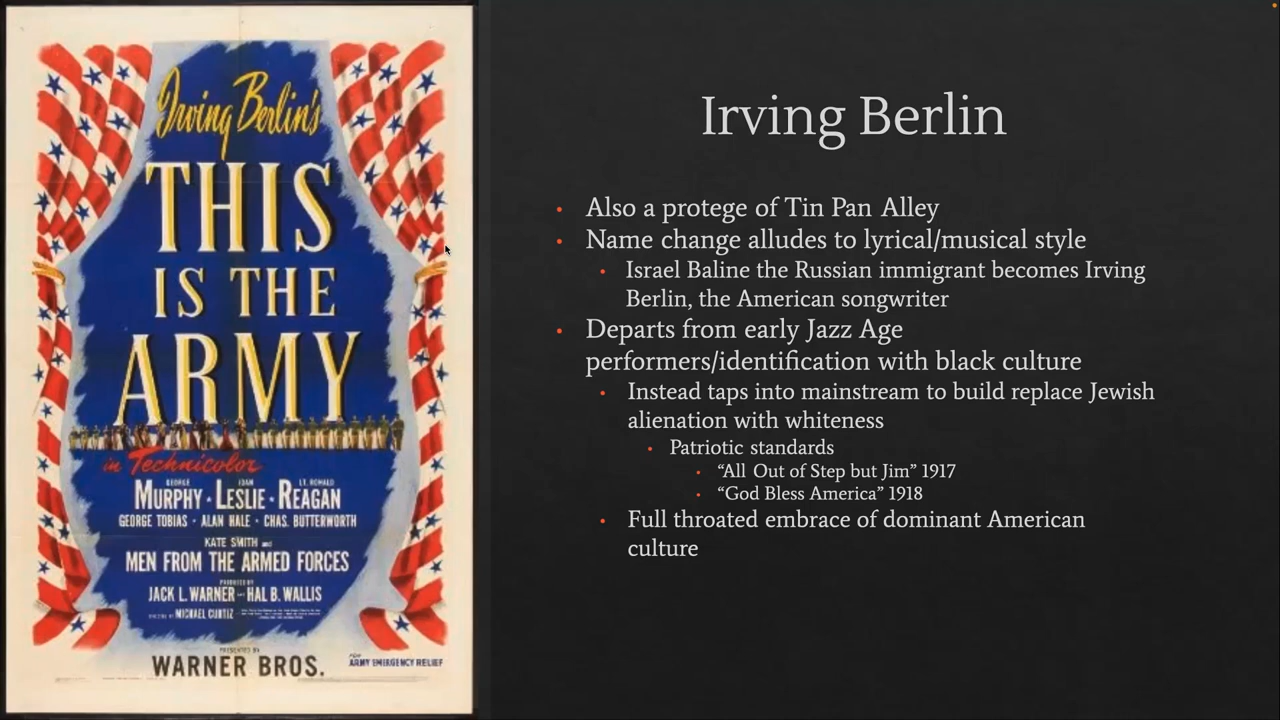 Irving Berlin's
THIS
IS THE
ARMY
in Technicolor
GEORGE JOAN LT. RONALD
MURPHY · LESLIE · REAGAN
GEORGE TOBIAS · ALAN HALE · CHAS. BUTTERWORTH
KATE SMITH and
MEN FROM THE ARMED FORCES
PRODUCED BY
JACK L. WARNER and HAL B. WALLIS
DIRECTED BY MICHAEL CURTIZ
PRESENTED BY
WARNER BROS.
FOR
ARMY EMERGENCY RELIEF
Irving Berlin
• Also a protege of Tin Pan Alley
• Name change alludes to lyrical/musical style
• Israel Baline the Russian immigrant becomes Irving
Berlin, the American songwriter
• Departs from early Jazz Age
performers/identification with black culture
• Instead taps into mainstream to build replace Jewish
alienation with whiteness
• Patriotic standards
• “All Out of Step but Jim” 1917
• “God Bless America” 1918
• Full throated embrace of dominant American
culture